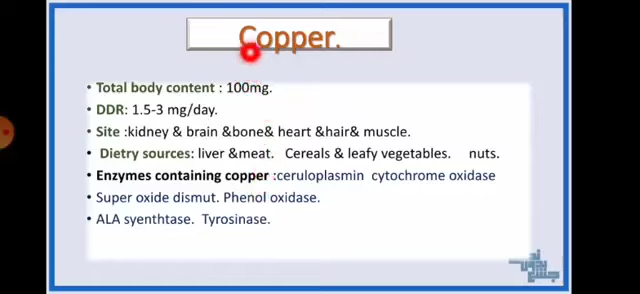 Copper.
• Total body content : 100mg.
• DDR: 1.5-3 mg/day.
• Site :kidney & brain &bone& heart &hair& muscle.
• Dietry sources: liver &meat. Cereals & leafy vegetables. nuts.
• Enzymes containing copper :ceruloplasmin cytochrome oxidase
• Super oxide dismut. Phenol oxidase.
• ALA syenthtase. Tyrosinase.